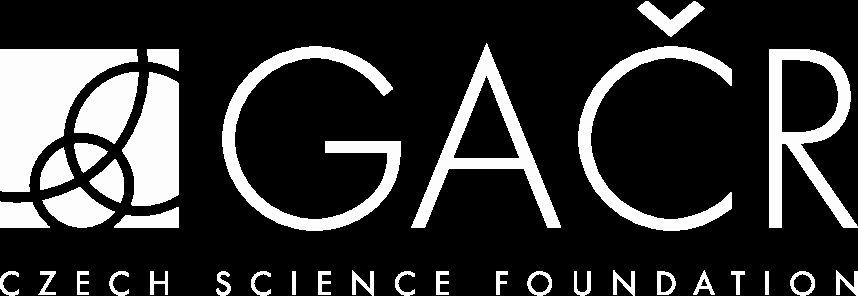 GAČR
CZECH SCIENCE FOUNDATION